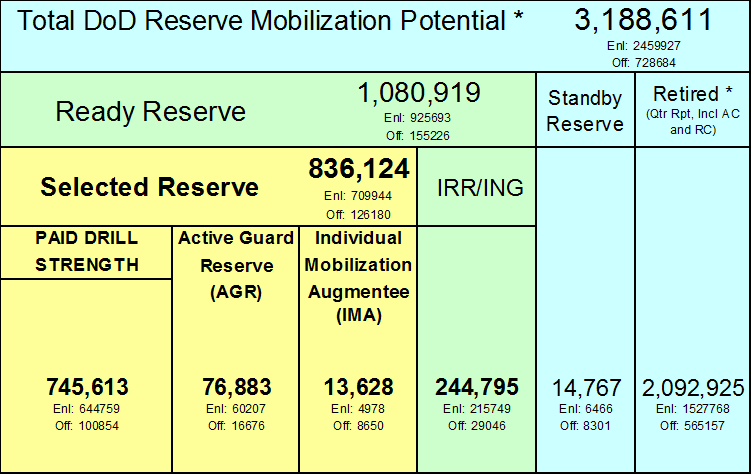 Total DoD Reserve Mobilization Potential *
3,188,611
Enl: 2459927
Off: 728684
Ready Reserve
1,080,919
Enl: 925693
Off: 155226
Standby
Reserve
Retired *
(Qtr Rpt, Incl AC
and RC)
Selected Reserve
836,124
Enl: 709944
Off: 126180
IRR/ING
PAID DRILL
STRENGTH
Active Guard
Reserve
(AGR)
Individual
Mobilization
Augmentee
(IMA)
745,613
Enl: 644759
Off: 100854
76,883
Enl: 60207
Off: 16676
13,628
Enl: 4978
Off: 8650
244,795
Enl: 215749
Off: 29046
14,767
Enl: 6466
Off: 8301
2,092,925
Enl: 1527768
Off: 565157